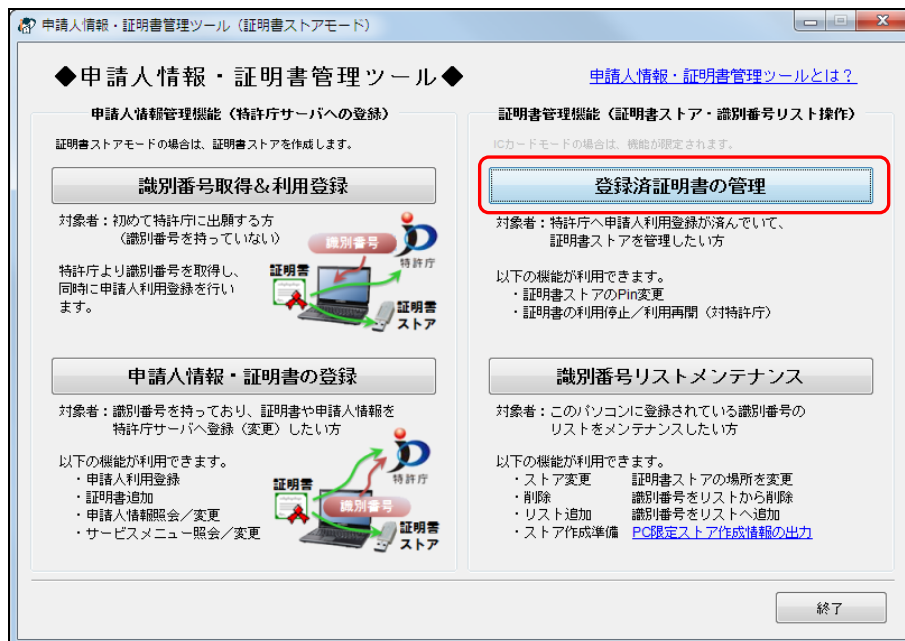 申請人情報・証明書管理ツール（証明書ストアモード）
◆申請人情報・証明書管理ツール◆
申請人情報・証明書管理ツールとは？
申請人情報管理機能（特許庁サーバへの登録）
証明書ストアモードの場合は、証明書ストアを作成します。
識別番号取得&利用登録
対象者：初めて特許庁に出願する方
（識別番号を持っていない）
特許庁より識別番号を取得し、
同時に申請人利用登録を行い
ます。
識別番号
特許庁
証明書
証明書
ストア
申請人情報・証明書の登録
対象者：識別番号を持っており、証明書や申請人情報を
特許庁サーバへ登録（変更）したい方
以下の機能が利用できます。
・申請人利用登録
・証明書追加
・申請人情報照会／変更
・サービスメニュー照会／変更
特許庁
証明書
識別番号
証明書
ストア
証明書管理機能（証明書ストア・識別番号リスト操作）
ICカードモードの場合は、機能が限定されます。
登録済証明書の管理
対象者：特許庁へ申請人利用登録が済んでいて、
証明書ストアを管理したい方
以下の機能が利用できます。
・証明書ストアのPin変更
・証明書の利用停止／利用再開（対特許庁）
識別番号リストメンテナンス
対象者：このパソコンに登録されている識別番号の
リストをメンテナンスしたい方
以下の機能が利用できます。
・ストア変更 証明書ストアの場所を変更
・削除 識別番号をリストから削除
・リスト追加 識別番号をリストへ追加
・ストア作成準備 PC限定ストア作成情報の出力
終了